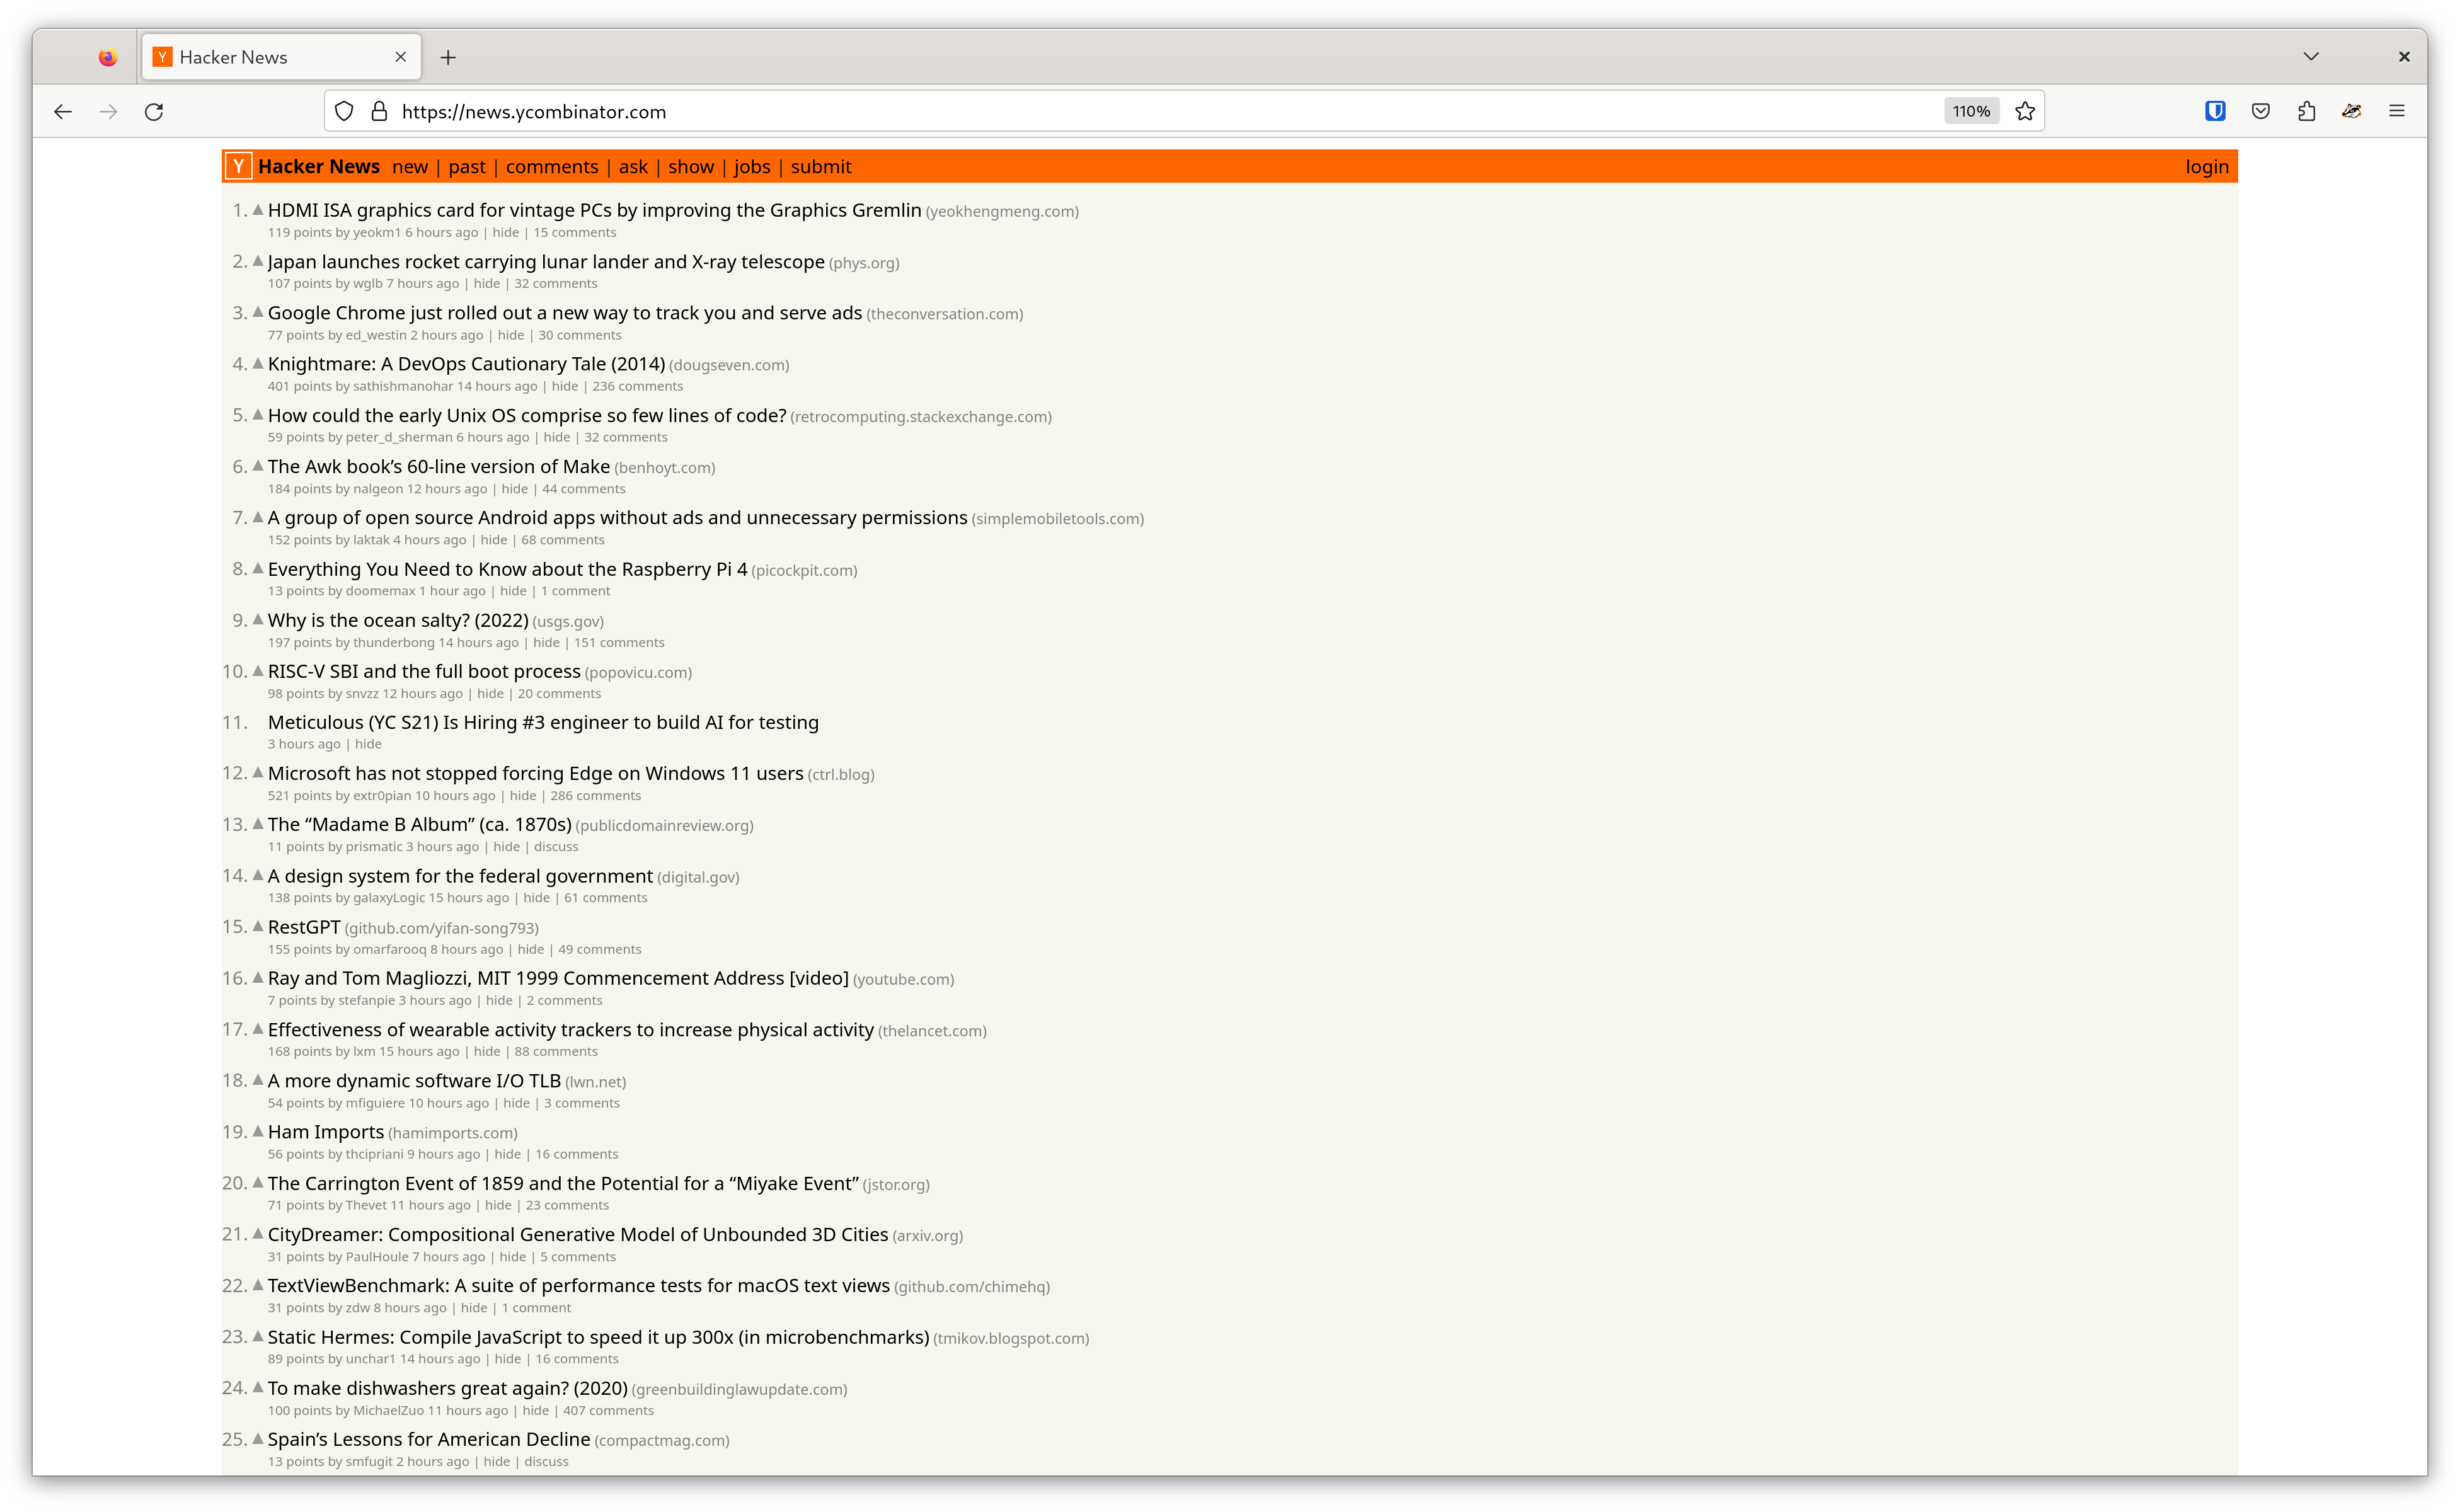 Y Hacker News
https://news.ycombinator.com 110%
Y Hacker News new | past | comments | ask | show | jobs | submit login
1. HDMI ISA graphics card for vintage PCs by improving the Graphics Gremlin (yeokhengmeng.com)
119 points by yeokm1 6 hours ago | hide | 15 comments
2. Japan launches rocket carrying lunar lander and X-ray telescope (phys.org)
107 points by wglb 7 hours ago | hide | 32 comments
3. Google Chrome just rolled out a new way to track you and serve ads (theconversation.com)
77 points by ed_westin 2 hours ago | hide | 30 comments
4. Knightmare: A DevOps Cautionary Tale (2014) (dougseven.com)
401 points by sathishmanohar 14 hours ago | hide | 236 comments
5. How could the early Unix OS comprise so few lines of code? (retrocomputing.stackexchange.com)
59 points by peter_d_sherman 6 hours ago | hide | 32 comments
6. The Awk book’s 60-line version of Make (benhoyt.com)
184 points by nalgeon 12 hours ago | hide | 44 comments
7. A group of open source Android apps without ads and unnecessary permissions (simplemobiletools.com)
152 points by laktak 4 hours ago | hide | 68 comments
8. Everything You Need to Know about the Raspberry Pi 4 (picockpit.com)
13 points by doomemax 1 hour ago | hide | 1 comment
9. Why is the ocean salty? (2022) (usgs.gov)
197 points by thunderbong 14 hours ago | hide | 151 comments
10. RISC-V SBI and the full boot process (popovicu.com)
98 points by snvzz 12 hours ago | hide | 20 comments
11. Meticulous (YC S21) Is Hiring #3 engineer to build AI for testing
3 hours ago | hide
12. Microsoft has not stopped forcing Edge on Windows 11 users (ctrl.blog)
521 points by extr0pian 10 hours ago | hide | 286 comments
13. The “Madame B Album” (ca. 1870s) (publicdomainreview.org)
11 points by prismatic 3 hours ago | hide | discuss
14. A design system for the federal government (digital.gov)
138 points by galaxyLogic 15 hours ago | hide | 61 comments
15. RestGPT (github.com/yifan-song793)
155 points by omarfarooq 8 hours ago | hide | 49 comments
16. Ray and Tom Magliozzi, MIT 1999 Commencement Address [video] (youtube.com)
7 points by stefanpie 3 hours ago | hide | 2 comments
17. Effectiveness of wearable activity trackers to increase physical activity (thelancet.com)
168 points by lxm 15 hours ago | hide | 88 comments
18. A more dynamic software I/O TLB (lwn.net)
54 points by mfiguiere 10 hours ago | hide | 3 comments
19. Ham Imports (hamimports.com)
56 points by thcipriani 9 hours ago | hide | 16 comments
20. The Carrington Event of 1859 and the Potential for a “Miyake Event” (jstor.org)
71 points by Thevet 11 hours ago | hide | 23 comments
21. CityDreamer: Compositional Generative Model of Unbounded 3D Cities (arxiv.org)
31 points by PaulHoule 7 hours ago | hide | 5 comments
22. TextViewBenchmark: A suite of performance tests for macOS text views (github.com/chimehq)
31 points by zdw 8 hours ago | hide | 1 comment
23. Static Hermes: Compile JavaScript to speed it up 300x (in microbenchmarks) (tmikov.blogspot.com)
89 points by unchar1 14 hours ago | hide | 16 comments
24. To make dishwashers great again? (2020) (greenbuildinglawupdate.com)
100 points by MichaelZuo 11 hours ago | hide | 407 comments
25. Spain’s Lessons for American Decline (compactmag.com)
13 points by smfugit 2 hours ago | hide | discuss